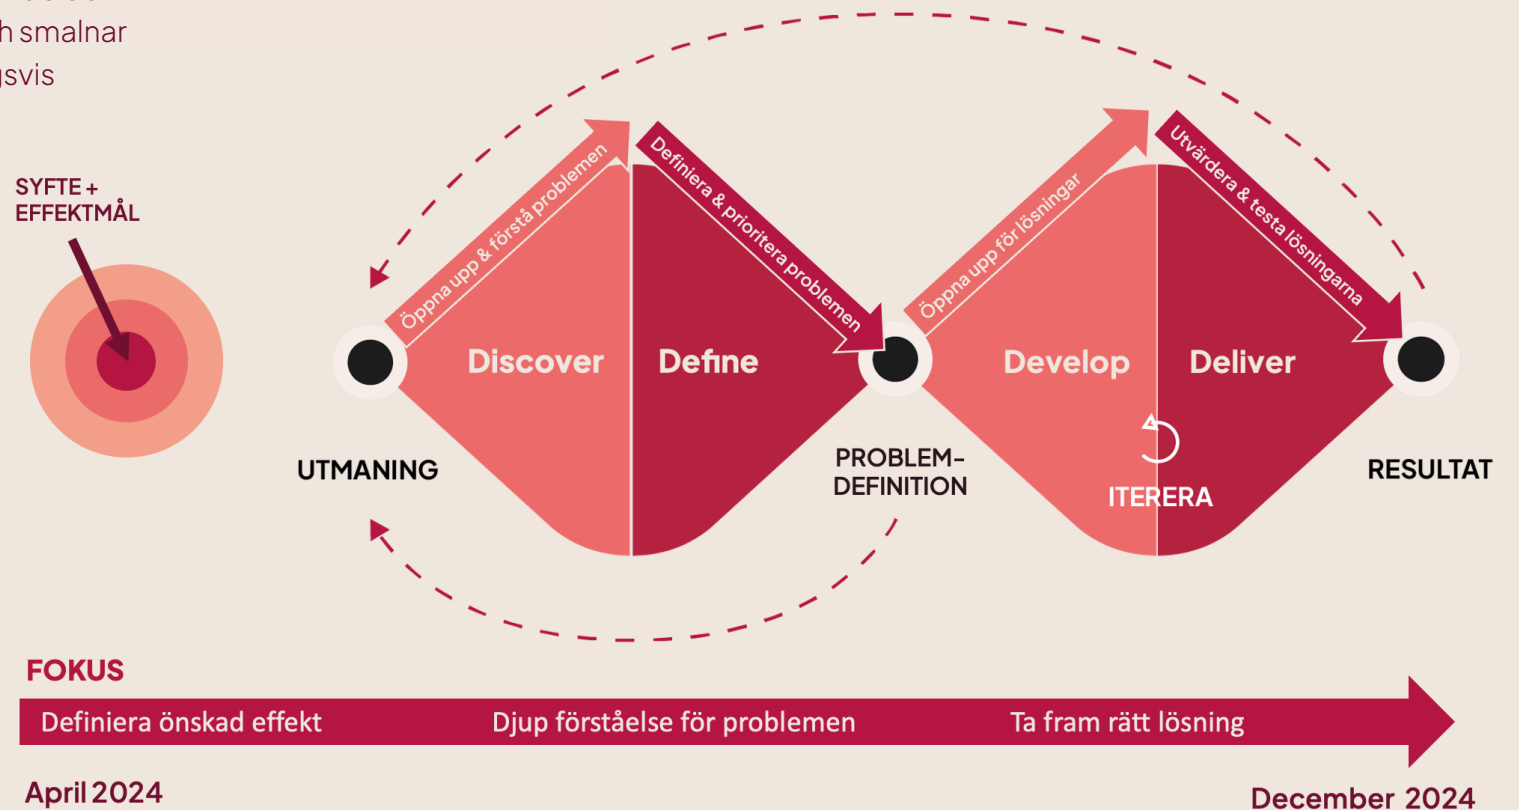 h smalnar
gsvis
SYFTE +
EFFEKTMÅL
Öppna upp & förstå problemen
Definiera & prioritera problemen
Öppna upp för lösningar
Utvärdera & testa lösningarna
Discover
Define
Develop
Deliver
UTMANING
PROBLEM-
DEFINITION
ITERERA
RESULTAT
FOKUS
Definiera önskad effekt
Djup förståelse för problemen
Ta fram rätt lösning
April 2024
December 2024